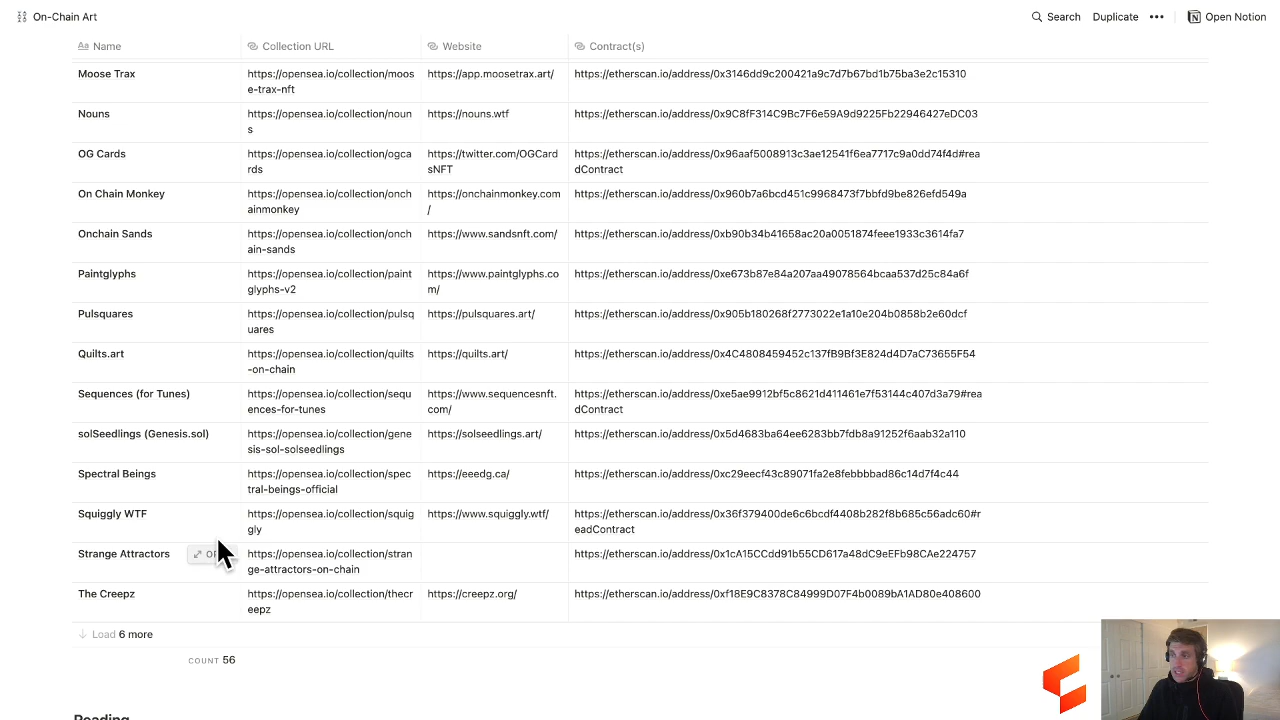 On-Chain Art
Search Duplicate ••• Open Notion
Aa Name Collection URL Website Contract(s)
Moose Trax https://opensea.io/collection/moos https://app.moosetrax.art/ https://etherscan.io/address/0x3146dd9c200421a9c7d7b67bd1b75ba3e2c15310
e-trax-nft
Nouns https://opensea.io/collection/noun https://nouns.wtf https://etherscan.io/address/0x9C8fF314C9Bc7F6e59A9d9225Fb22946427eDC03
s
OG Cards https://opensea.io/collection/ogca https://twitter.com/OGCard https://etherscan.io/address/0x96aaf5008913c3ae12541f6ea7717c9a0dd74f4d#rea
rds sNFT dContract
On Chain Monkey https://opensea.io/collection/onch https://onchainmonkey.com https://etherscan.io/address/0x960b7a6bcd451c9968473f7bbfd9be826efd549a
ainmonkey /
Onchain Sands https://opensea.io/collection/onch https://www.sandsnft.com/ https://etherscan.io/address/0xb90b34b41658ac20a0051874feee1933c3614fa7
ain-sands
Paintglyphs https://opensea.io/collection/paint https://www.paintglyphs.co https://etherscan.io/address/0xe673b87e84a207aa49078564bcaa537d25c84a6f
glyphs-v2 m/
Pulsquares https://opensea.io/collection/pulsq https://pulsquares.art/ https://etherscan.io/address/0x905b180268f2773022e1a10e204b0858b2e60dcf
uares
Quilts.art https://opensea.io/collection/quilts https://quilts.art/ https://etherscan.io/address/0x4C4808459452c137fB9Bf3E824d4D7aC73655F54
-on-chain
Sequences (for Tunes) https://opensea.io/collection/sequ https://www.sequencesnft. https://etherscan.io/address/0xe5ae9912bf5c8621d411461e7f53144c407d3a79#rea
ences-for-tunes com/ dContract
solSeedlings (Genesis.sol) https://opensea.io/collection/gene https://solseedlings.art/ https://etherscan.io/address/0x5d4683ba64ee6283bb7fdb8a91252f6aab32a110
sis-sol-solseedlings
Spectral Beings https://opensea.io/collection/spec https://eeedg.ca/ https://etherscan.io/address/0xc29eecf43c89071fa2e8febbbbad86c14d7f4c44
tral-beings-official
Squiggly WTF https://opensea.io/collection/squig https://www.squiggly.wtf/ https://etherscan.io/address/0x36f379400de6c6bcdf4408b282f8b685c56adc60#r
gly eadContract
Strange Attractors https://opensea.io/collection/stran https://etherscan.io/address/0x1cA15CCdd91b55CD617a48dC9eEFb98CAe224757
ge-attractors-on-chain
The Creepz https://opensea.io/collection/thecr https://creepz.org/ https://etherscan.io/address/0xf18E9C8378C84999D07F4b0089bA1AD80e408600
eepz
Load 6 more
COUNT 56
Reading